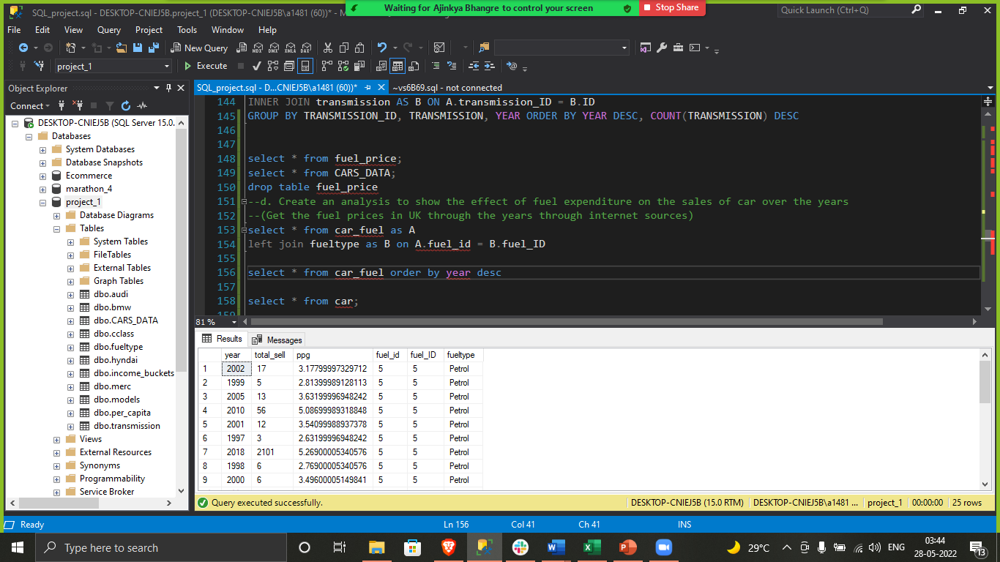 SQL_project.sql - DESKTOP-CNIEJ5B.project_1 (DESKTOP-CNIEJ5B\a1481 (60))* - M
Waiting for Ajinkya Bhangre to control your screen
Stop Share
Quick Launch (Ctrl+Q)
File Edit View Query Project Tools Window Help
New Query
MDX DMX XMLA DAX
project_1
Execute
Object Explorer
SQL_project.sql - D...CNIEJ5B\a1481 (60))*
~vs6B69.sql - not connected
Connect
DESKTOP-CNIEJ5B (SQL Server 15.0.
Databases
System Databases
Database Snapshots
Ecommerce
marathon_4
project_1
Database Diagrams
Tables
System Tables
FileTables
External Tables
Graph Tables
dbo.audi
dbo.bmw
dbo.CARS_DATA
dbo.cclass
dbo.fueltype
dbo.hyndai
dbo.income_buckets
dbo.merc
dbo.models
dbo.per_capita
dbo.transmission
Views
External Resources
Synonyms
Programmability
Service Broker
144 INNER JOIN transmission AS B ON A.transmission_ID = B.ID
145 GROUP BY TRANSMISSION_ID, TRANSMISSION, YEAR ORDER BY YEAR DESC, COUNT(TRANSMISSION) DESC
146
147
148 select * from fuel_price;
149 select * from CARS_DATA;
150 drop table fuel_price
151 --d. Create an analysis to show the effect of fuel expenditure on the sales of car over the years
152 --(Get the fuel prices in UK through the years through internet sources)
153 select * from car_fuel as A
154 left join fueltype as B on A.fuel_id = B.fuel_ID
155
156 select * from car_fuel order by year desc
157
158 select * from car;
159
81 %
Results Messages
year total_sell ppg fuel_id fuel_ID fueltype
1 2002 17 3.17799997329712 5 5 Petrol
2 1999 5 2.81399989128113 5 5 Petrol
3 2005 13 3.63199996948242 5 5 Petrol
4 2010 56 5.08699989318848 5 5 Petrol
5 2001 12 3.54099988937378 5 5 Petrol
6 1997 3 2.63199996948242 5 5 Petrol
7 2018 2101 5.26900005340576 5 5 Petrol
8 1998 6 2.76900005340576 5 5 Petrol
9 2000 6 3.49600005149841 5 5 Petrol
Query executed successfully.
DESKTOP-CNIEJ5B (15.0 RTM) DESKTOP-CNIEJ5B\a1481 ... project_1 00:00:00 25 rows
Ready Ln 156 Col 41 Ch 41 INS
Type here to search
29°C ENG
03:44
28-05-2022
13